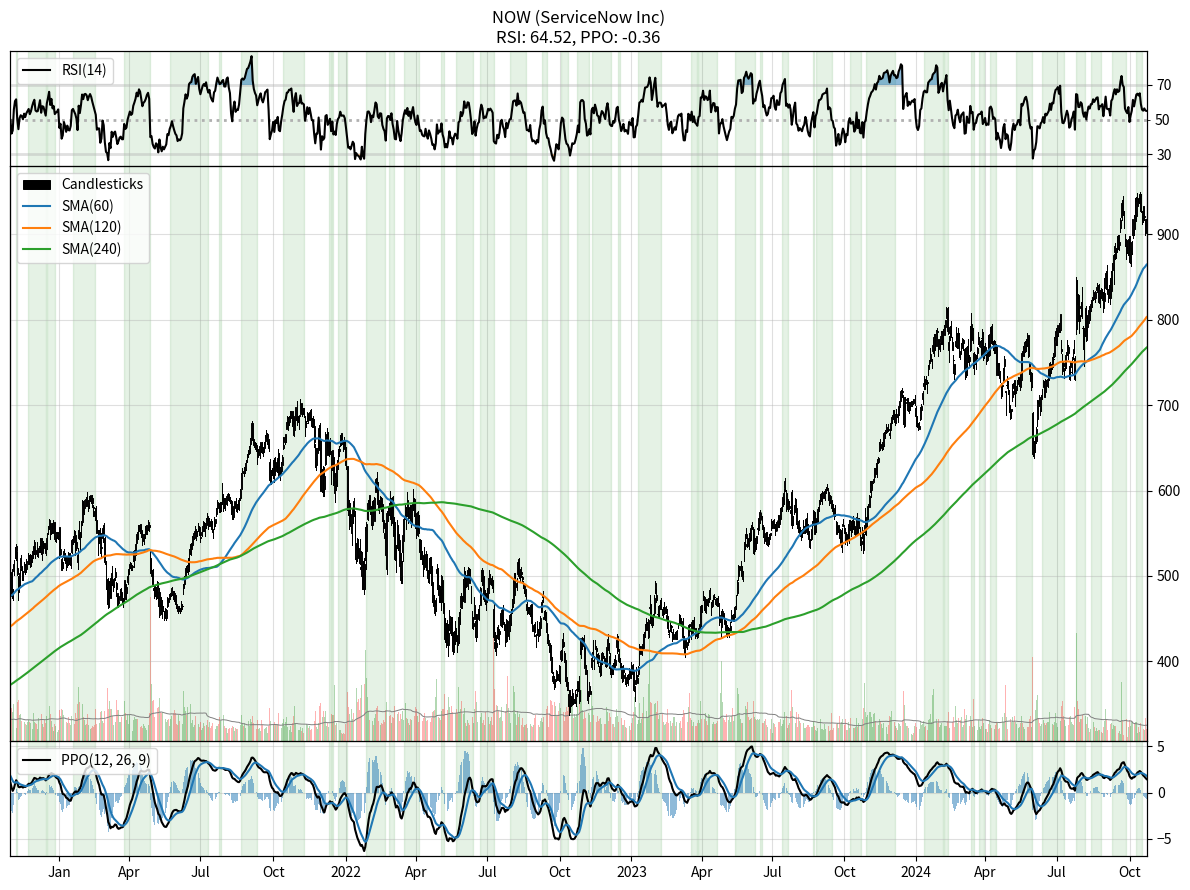 NOW (ServiceNow Inc)
RSI: 64.52, PPO: -0.36
RSI(14)
70
50
30
Candlesticks
SMA(60)
SMA(120)
SMA(240)
900
800
700
600
500
400
PPO(12, 26, 9)
5
0
−5
Jan Apr Jul Oct 2022 Apr Jul Oct 2023 Apr Jul Oct 2024 Apr Jul Oct